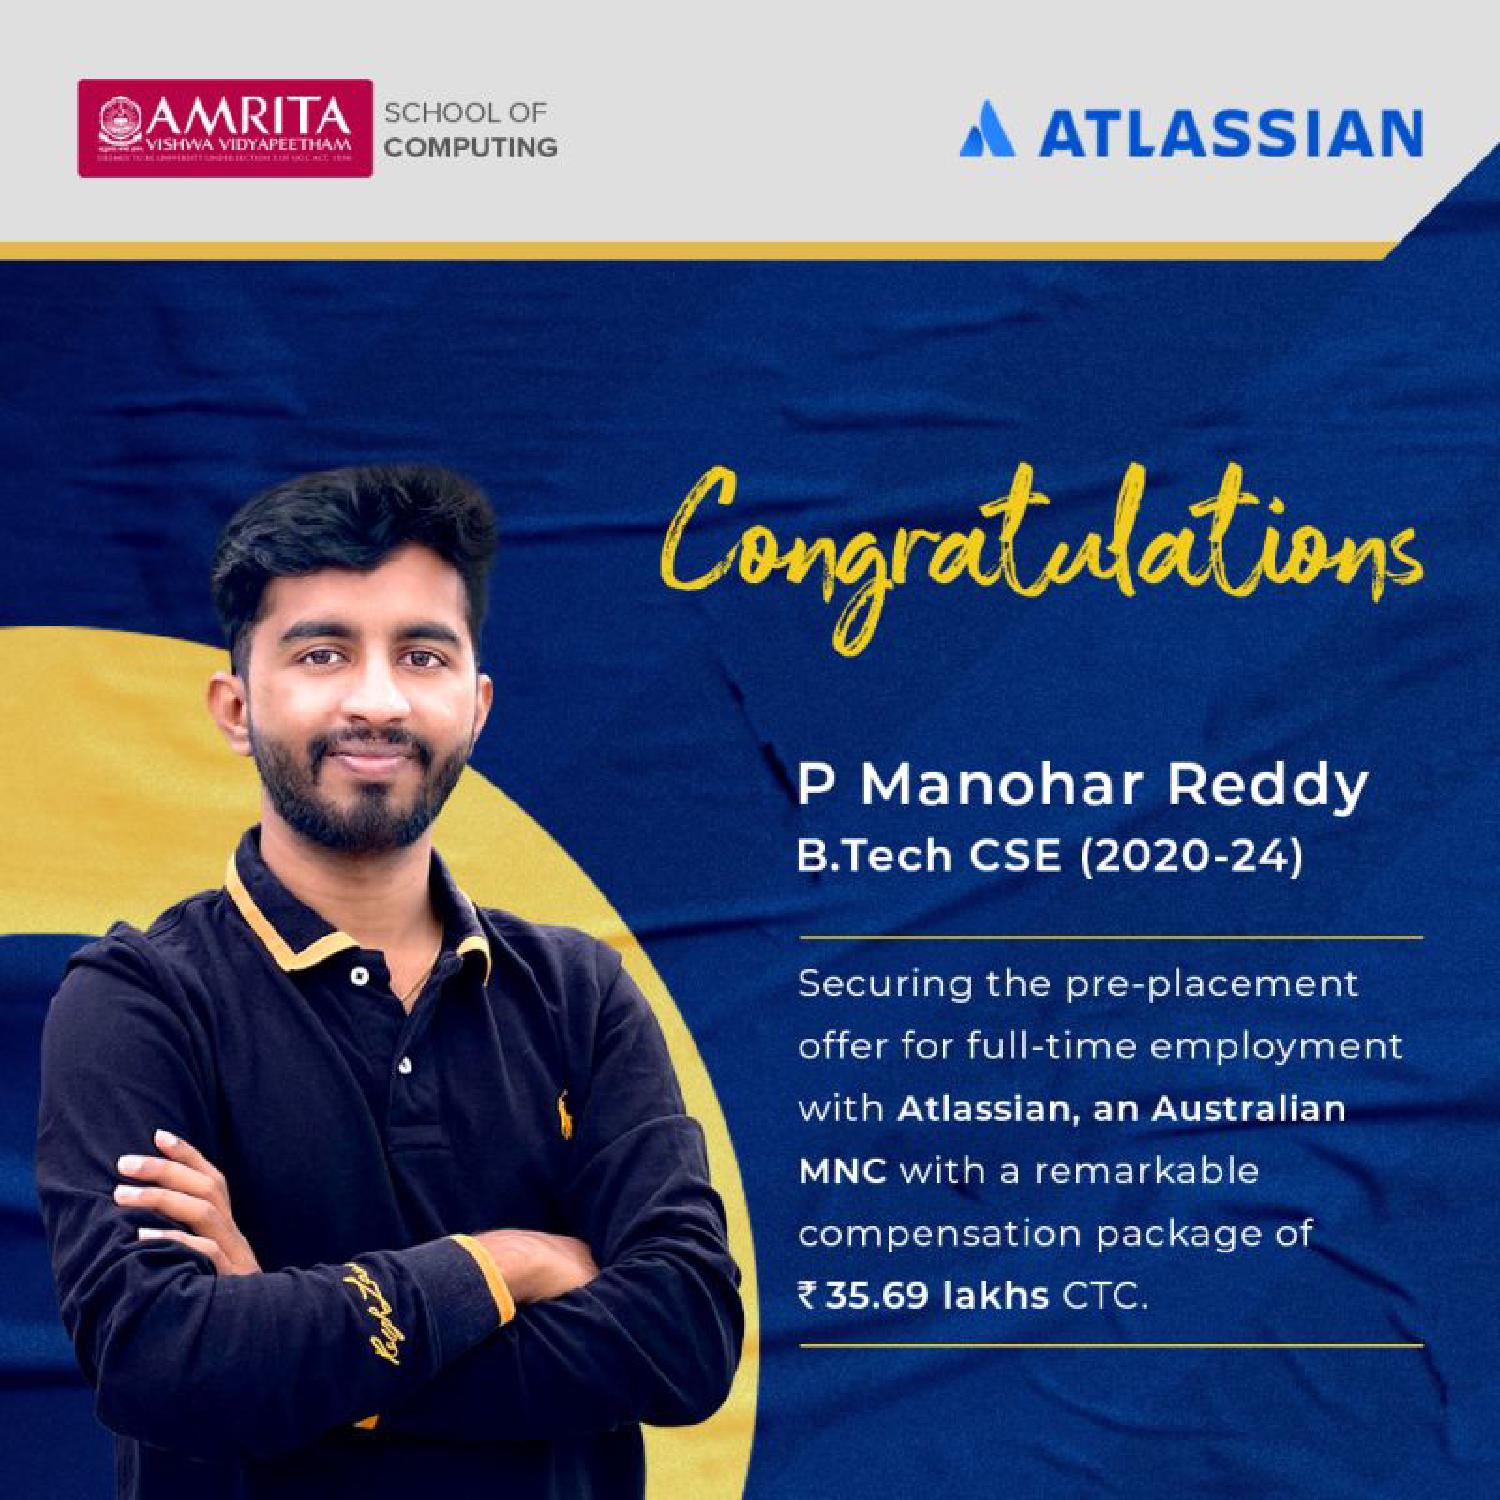 AMRITA
VISHWA VIDYAPEETHAM
SCHOOL OF
COMPUTING
ATLASSIAN
Congratulations
P Manohar Reddy
B.Tech CSE (2020-24)
Securing the pre-placement
offer for full-time employment
with Atlassian, an Australian
MNC with a remarkable
compensation package of
₹ 35.69 lakhs CTC.